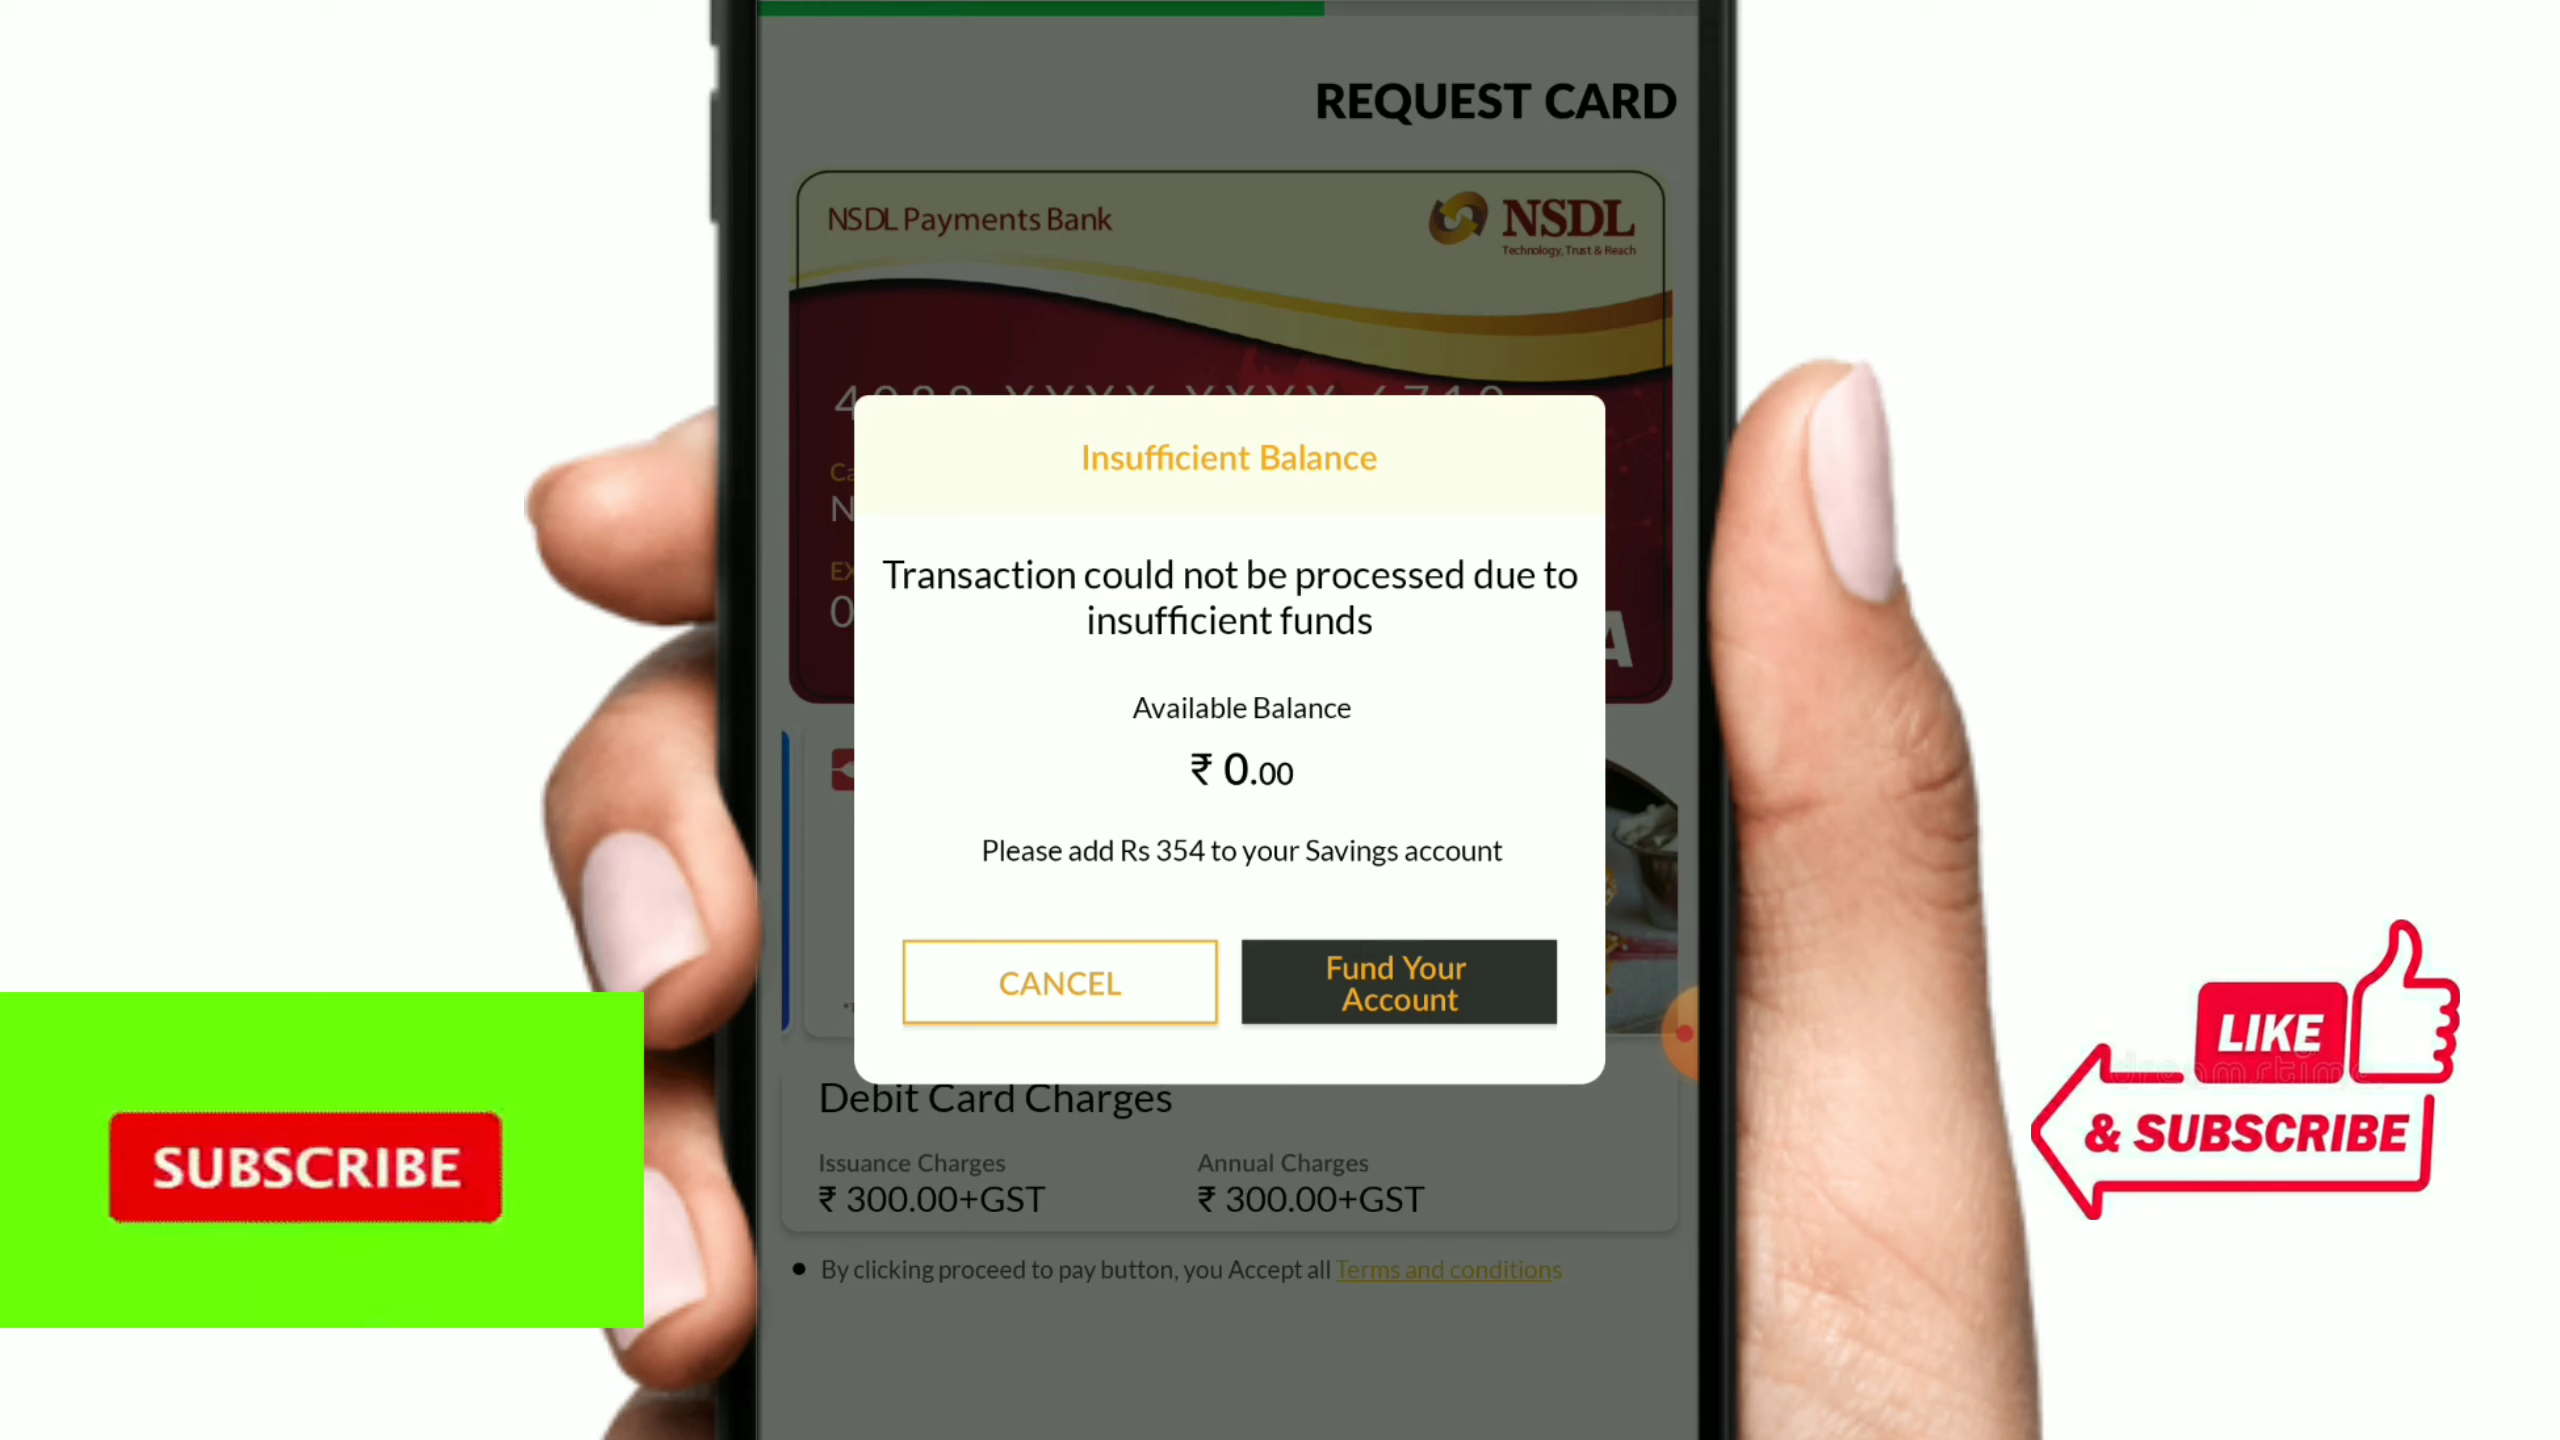 REQUEST CARD
NSDL Payments Bank
NSDL
Technology, Trust & Reach
Insufficient Balance
Transaction could not be processed due to
insufficient funds
Available Balance
₹ 0.00
Please add Rs 354 to your Savings account
CANCEL
Fund Your
Account
Debit Card Charges
Issuance Charges
Annual Charges
₹ 300.00+GST
₹ 300.00+GST
By clicking proceed to pay button, you Accept all Terms and conditions
SUBSCRIBE
LIKE
& SUBSCRIBE